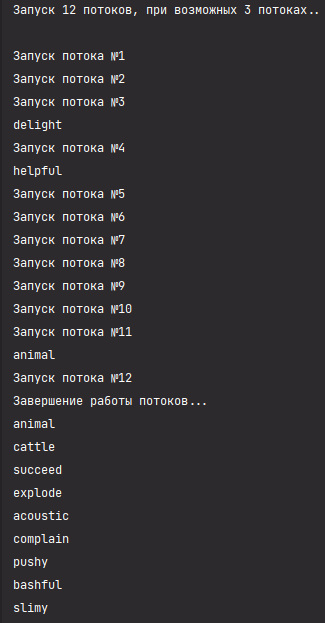 Запуск 12 потоков, при возможных 3 потоках..
Запуск потока №1
Запуск потока №2
Запуск потока №3
delight
Запуск потока №4
helpful
Запуск потока №5
Запуск потока №6
Запуск потока №7
Запуск потока №8
Запуск потока №9
Запуск потока №10
Запуск потока №11
animal
Запуск потока №12
Завершение работы потоков...
animal
cattle
succeed
explode
acoustic
complain
pushy
bashful
slimy